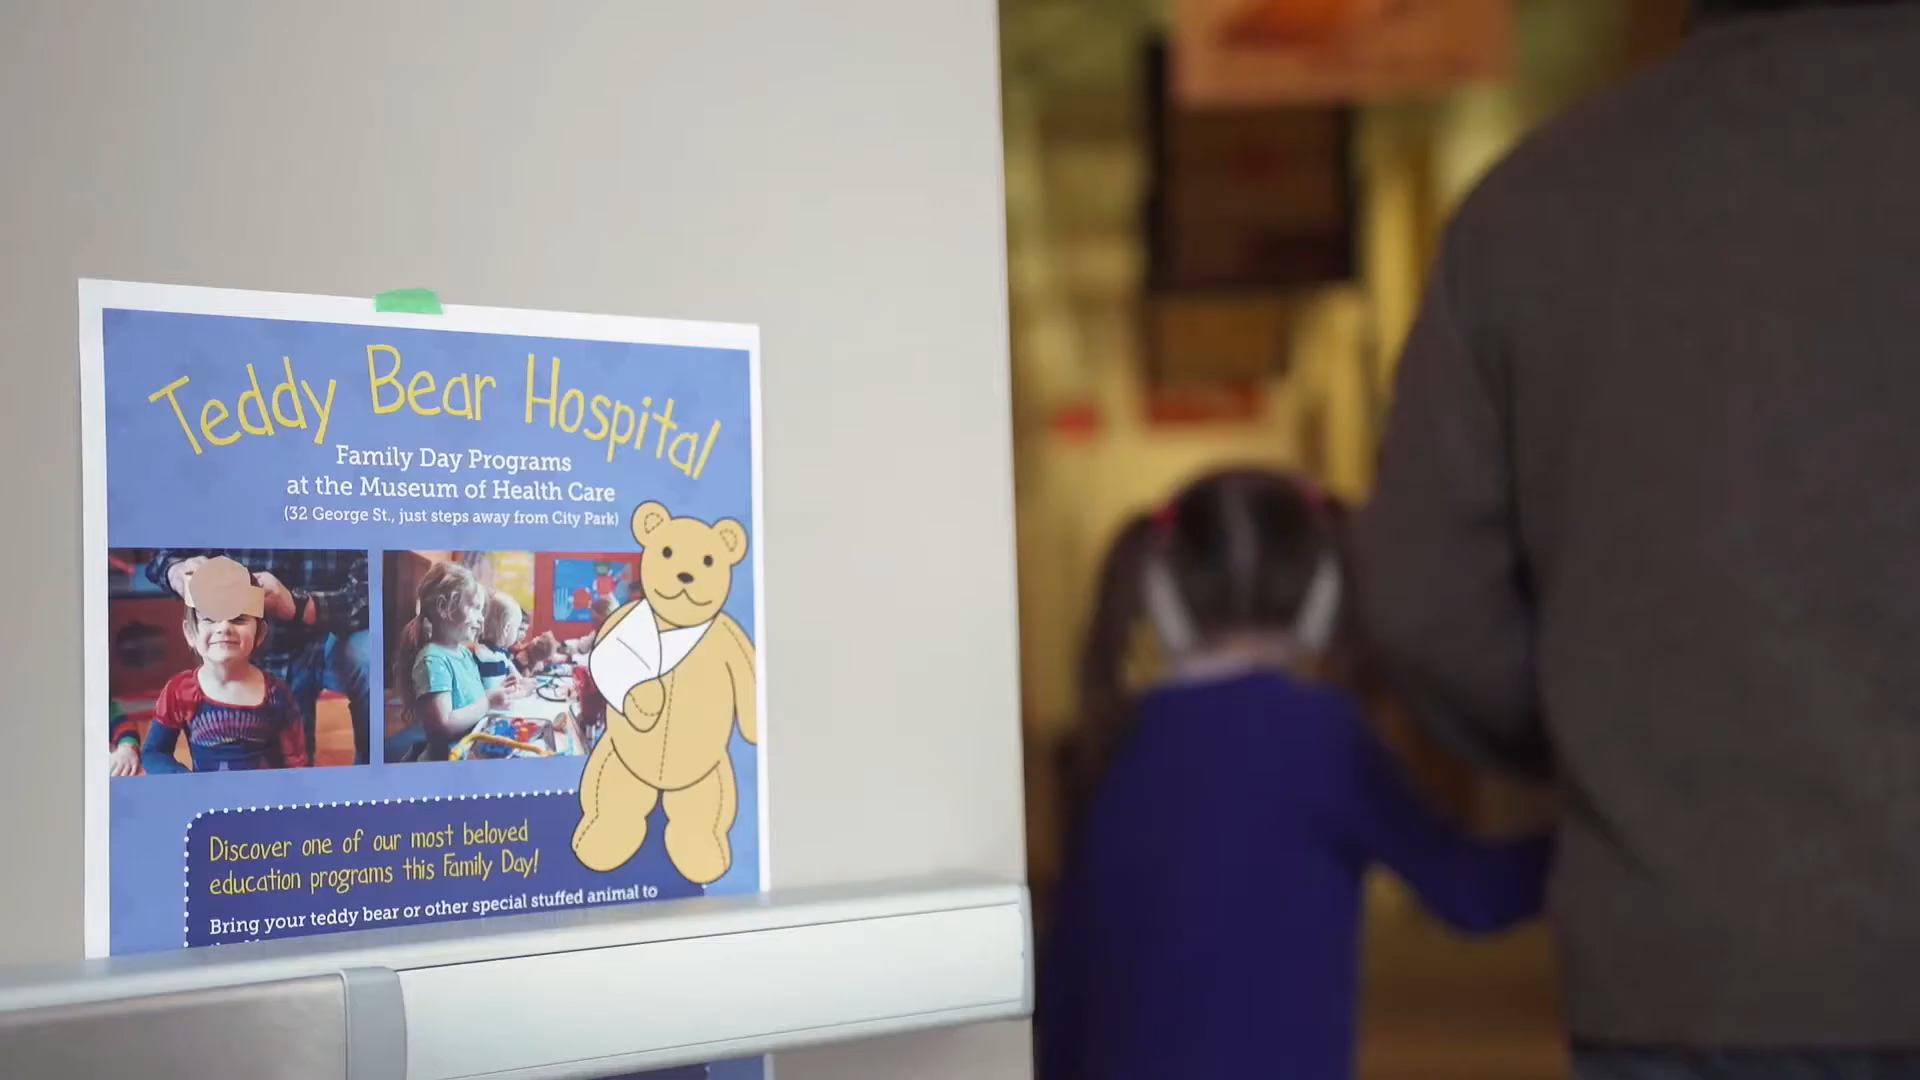 Teddy Bear Hospital
Family Day Programs
at the Museum of Health Care
(32 George St., just steps away from City Park)
Discover one of our most beloved
education programs this Family Day!
Bring your teddy bear or other special stuffed animal to